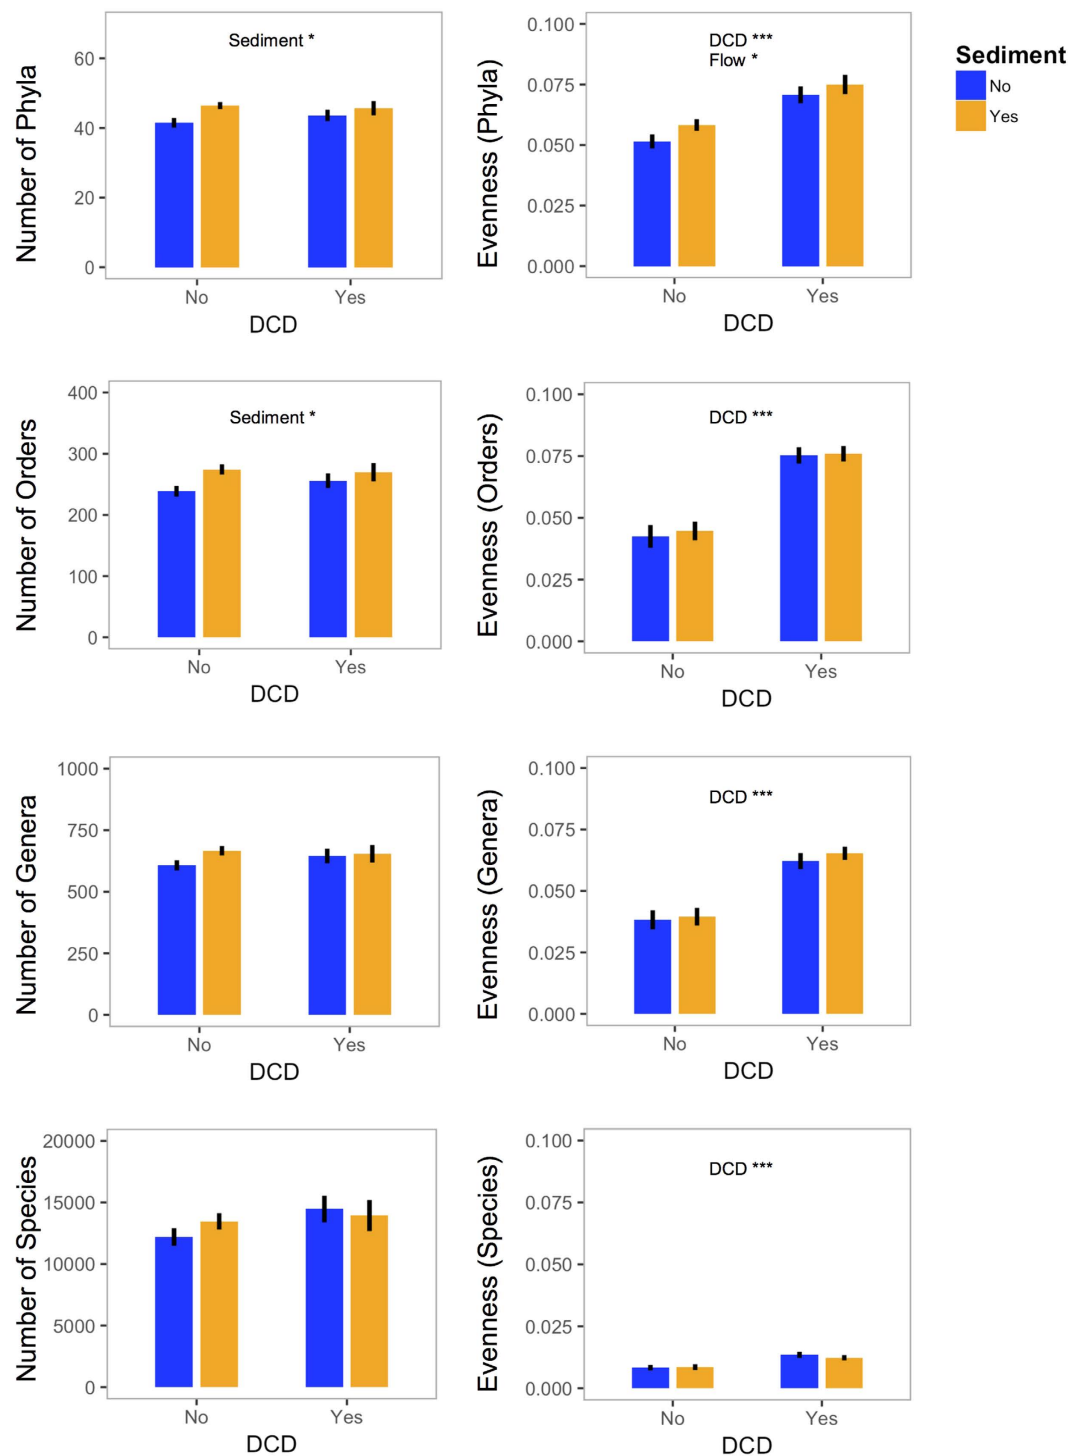 Number of Phyla
60
40
20
0
Sediment *
No
Yes
DCD
Evenness (Phyla)
0.100
0.075
0.050
0.025
0.000
DCD ***
Flow *
No
Yes
DCD
Sediment
No
Yes
Number of Orders
400
300
200
100
0
Sediment *
No
Yes
DCD
Evenness (Orders)
0.100
0.075
0.050
0.025
0.000
DCD ***
No
Yes
DCD
Number of Genera
1000
750
500
250
0
No
Yes
DCD
Evenness (Genera)
0.100
0.075
0.050
0.025
0.000
DCD ***
No
Yes
DCD
Number of Species
20000
15000
10000
5000
0
No
Yes
DCD
Evenness (Species)
0.100
0.075
0.050
0.025
0.000
DCD ***
No
Yes
DCD